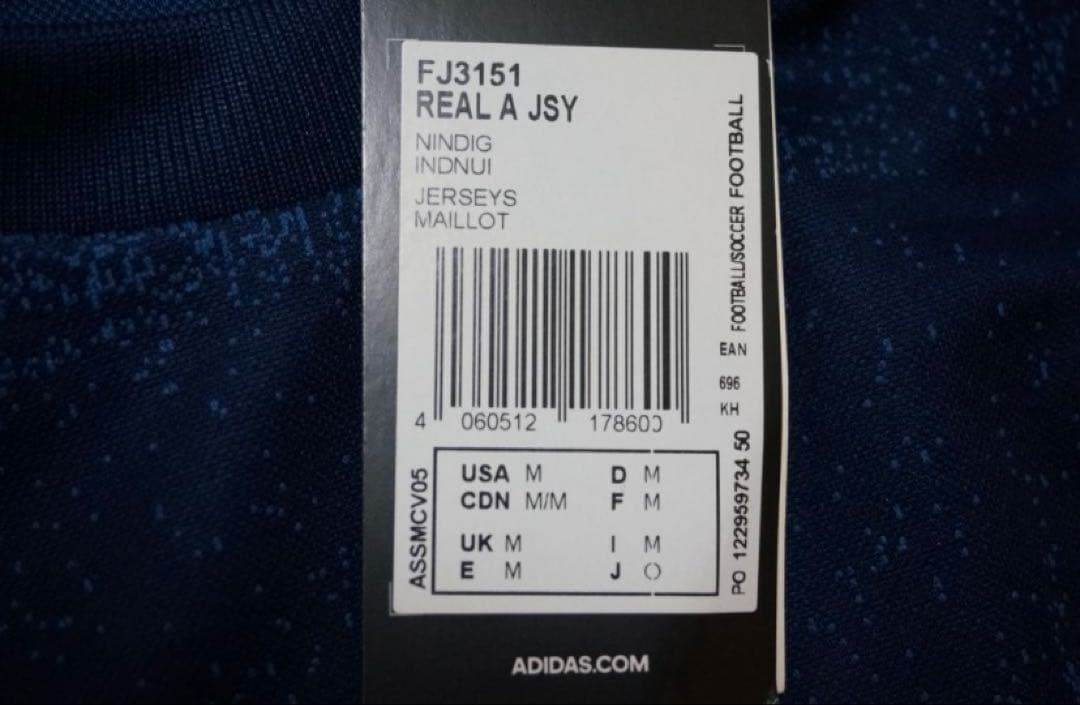 FJ3151
REAL A JSY
NINDIG
INDNUI
JERSEYS
MAILLOT
4 060512 178600
FOOTBALL/SOCCER FOOTBALL
EAN
696
KH
PO 122959734 50
ASSMCV05
USA M D M
CDN M/M F M
UK M I M
E M J O
ADIDAS.COM